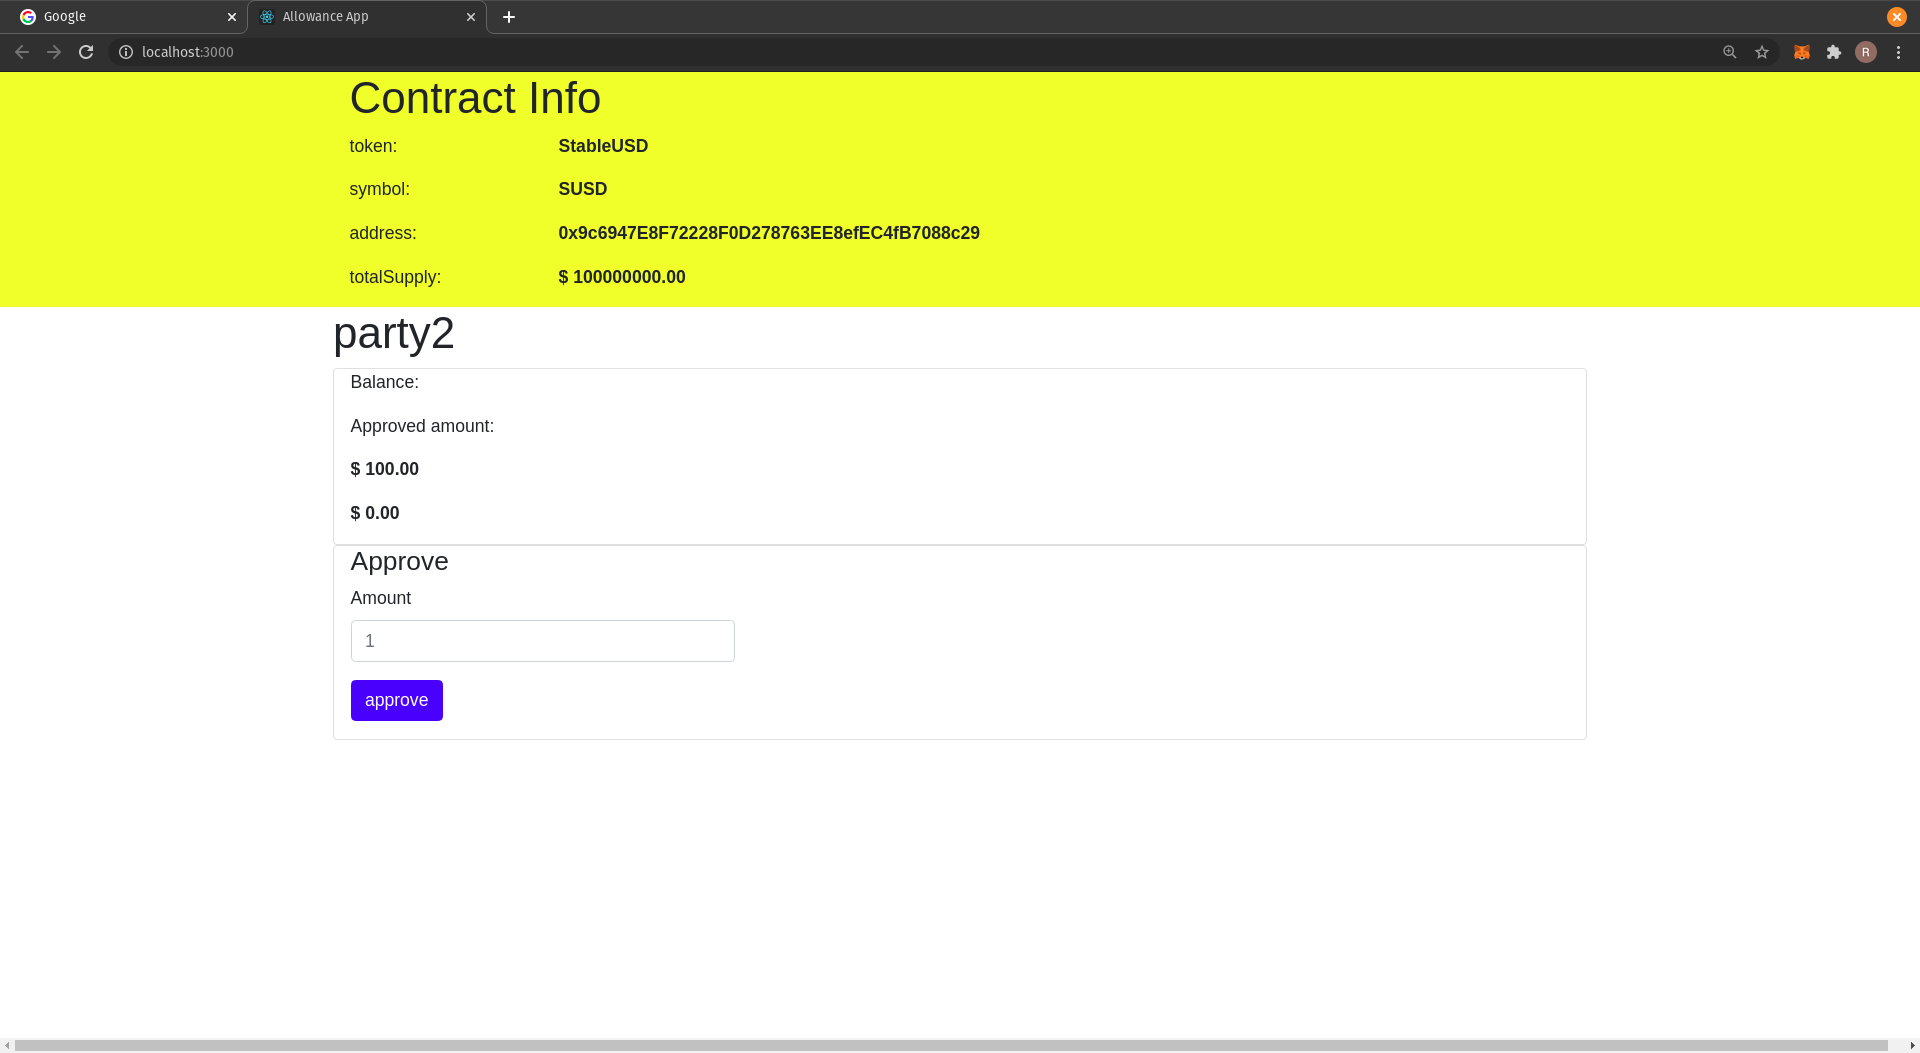 Google
Allowance App
localhost:3000
R
Contract Info
token: StableUSD
symbol: SUSD
address: 0x9c6947E8F72228F0D278763EE8efEC4fB7088c29
totalSupply: $ 100000000.00
party2
Balance:
Approved amount:
$ 100.00
$ 0.00
Approve
Amount
1
approve